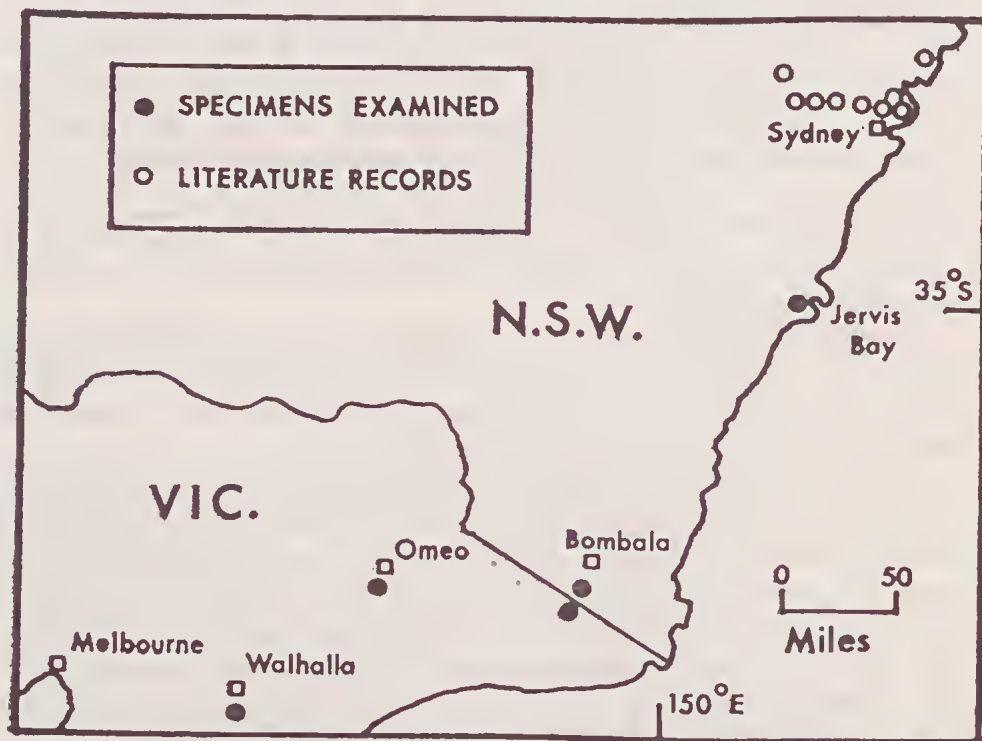 SPECIMENS EXAMINED
LITERATURE RECORDS
Sydney
35°S
Jervis
Bay
N.S.W.
VIC.
Omeo
Bombala
0 50
Miles
Melbourne
Walhalla
150°E